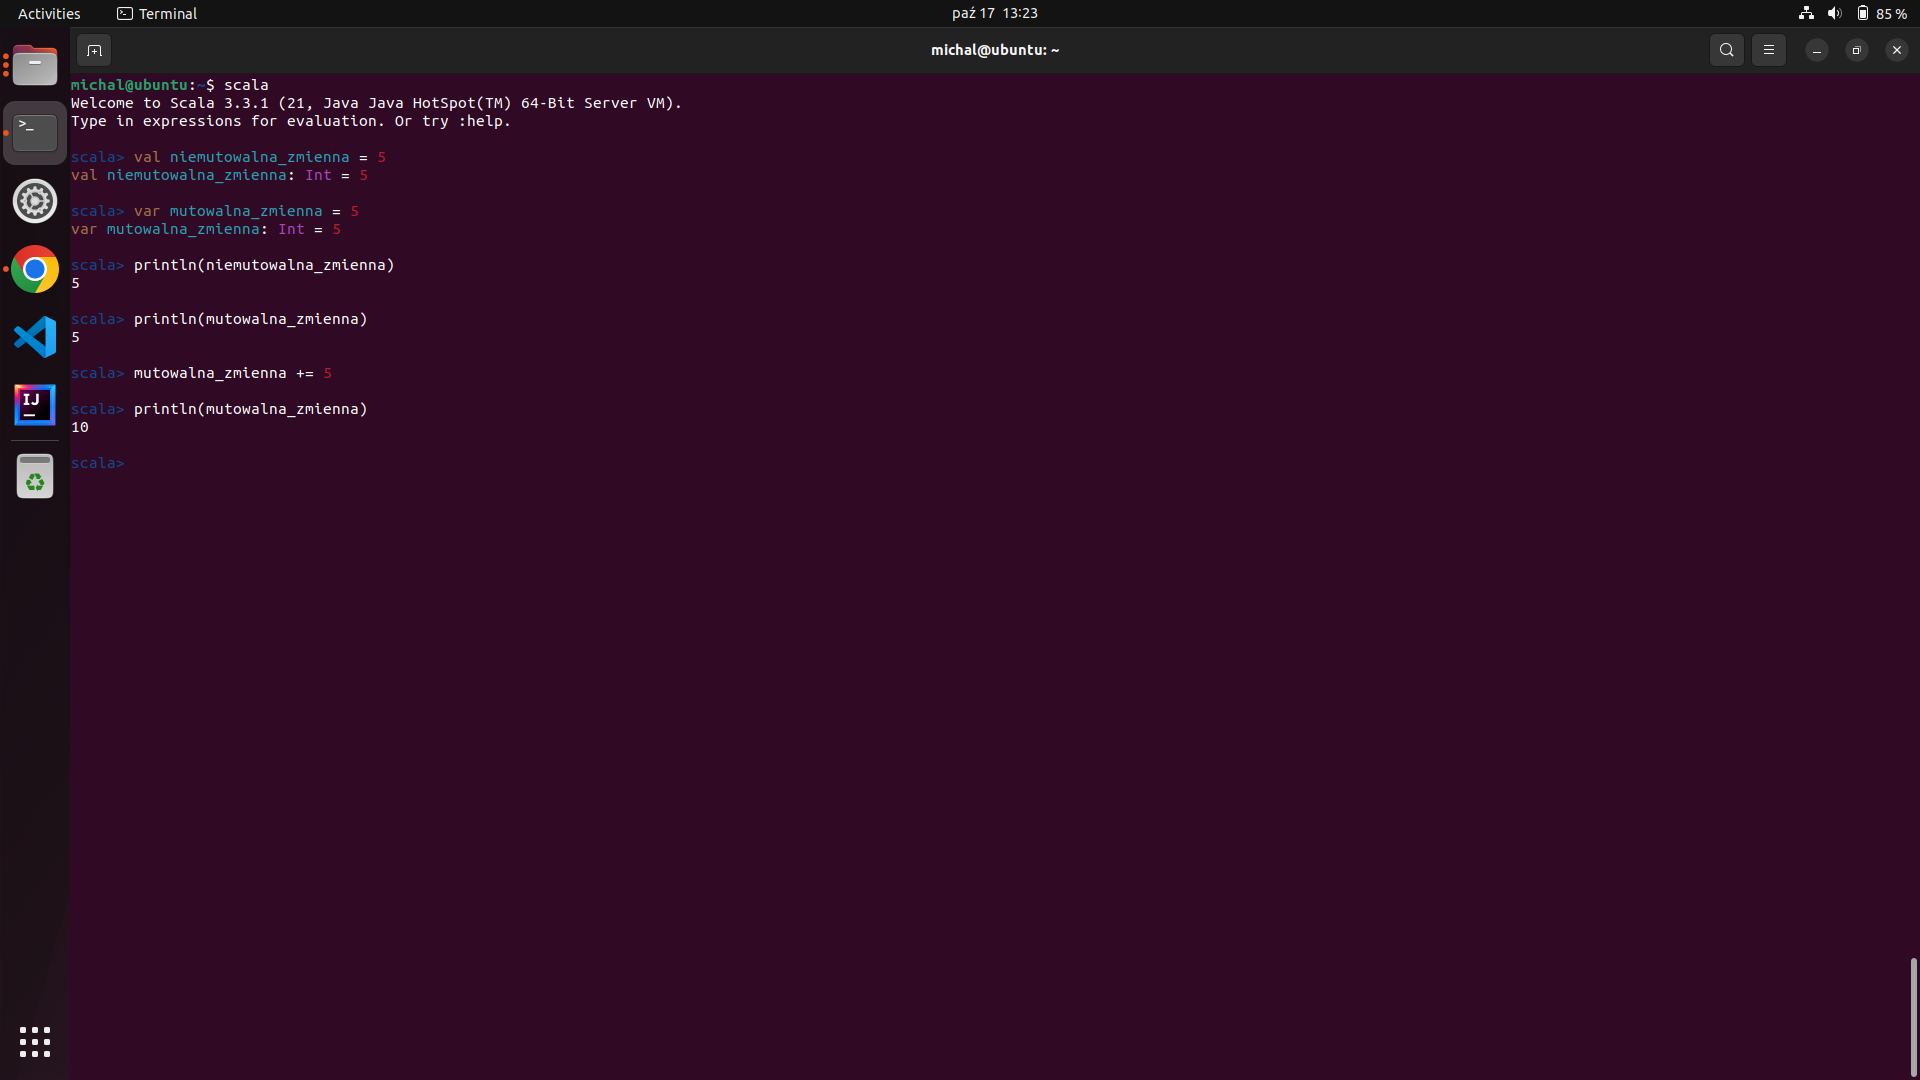 Activities
Terminal
paź 17 13:23
85 %
michal@ubuntu: ~
michal@ubuntu:~$ scala
Welcome to Scala 3.3.1 (21, Java Java HotSpot(TM) 64-Bit Server VM).
Type in expressions for evaluation. Or try :help.
scala> val niemutowalna_zmienna = 5
val niemutowalna_zmienna: Int = 5
scala> var mutowalna_zmienna = 5
var mutowalna_zmienna: Int = 5
scala> println(niemutowalna_zmienna)
5
scala> println(mutowalna_zmienna)
5
scala> mutowalna_zmienna += 5
scala> println(mutowalna_zmienna)
10
scala>
>_
IJ